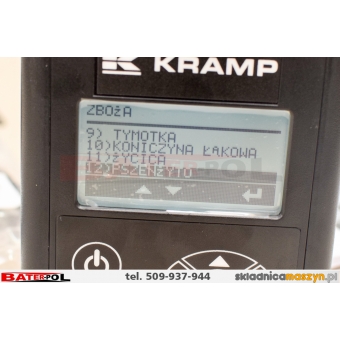 KRAMP
ZBOżA
9) TYMOTKA
10)KONICZYNA ŁĄKOWA
11)żYCICA
12)PSZENżYTO
BATERPOL tel. 509-937-944 skladnicamaszyn.pl